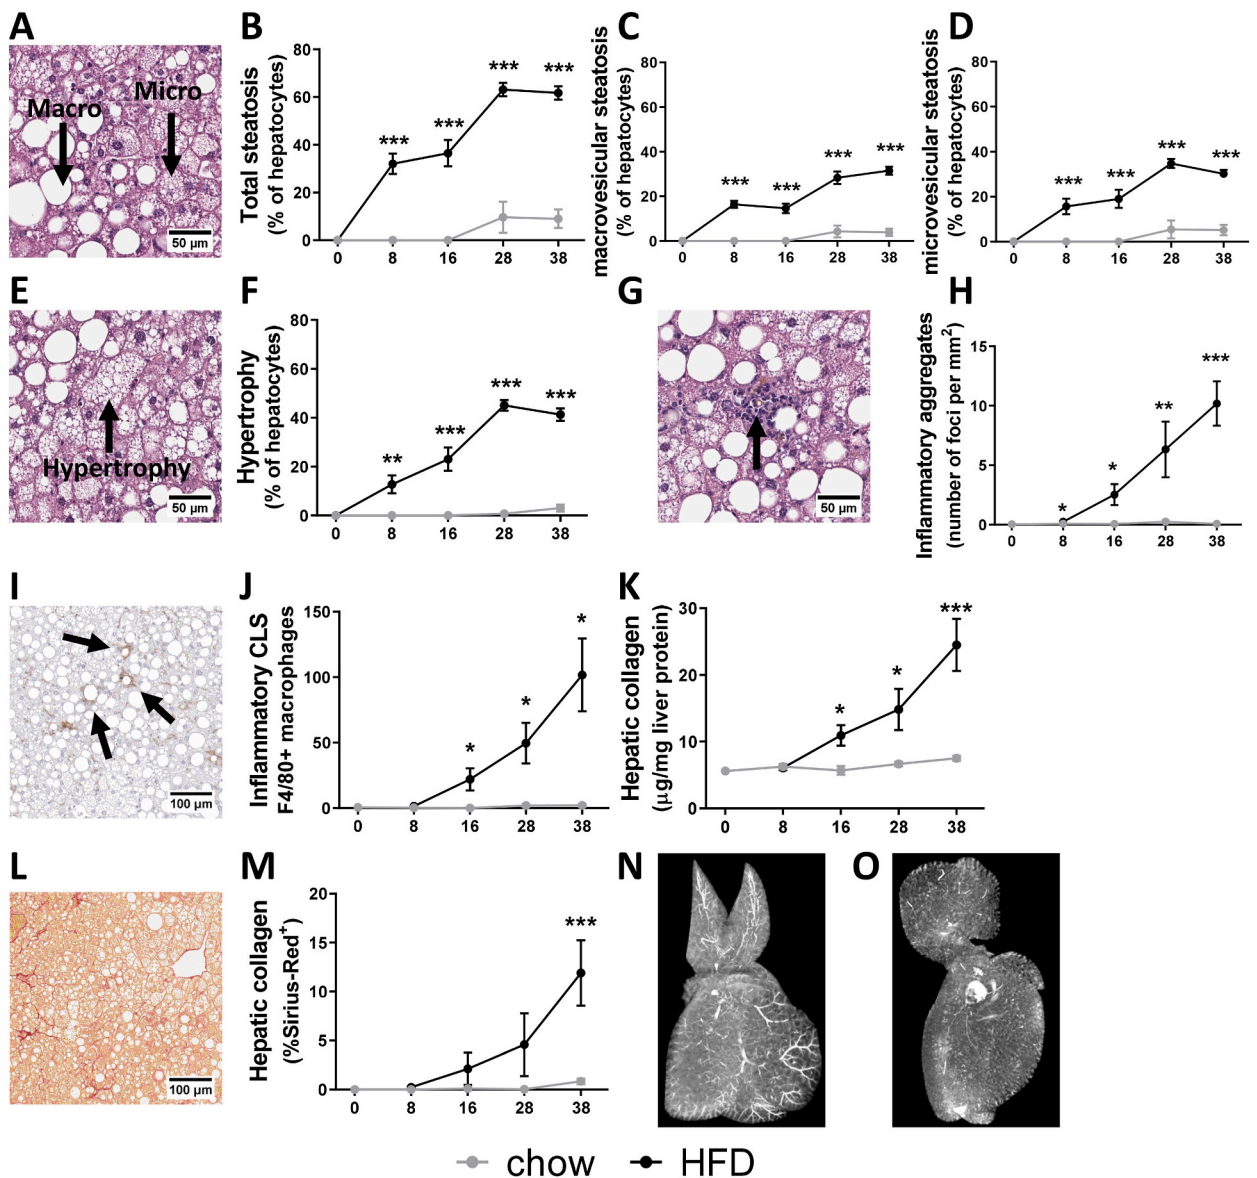 A
Macro
Micro
50 µm
B
Total steatosis
(% of hepatocytes)
80
60
40
20
0
*** *** *** ***
0 8 16 28 38
C
macrovesicular steatosis
(% of hepatocytes)
80
60
40
20
0
*** *** *** ***
0 8 16 28 38
D
microvesicular steatosis
(% of hepatocytes)
80
60
40
20
0
*** *** *** ***
0 8 16 28 38
E
Hypertrophy
50 µm
F
Hypertrophy
(% of hepatocytes)
80
60
40
20
0
** *** *** ***
0 8 16 28 38
G
50 µm
H
Inflammatory aggregates
(number of foci per mm²)
15
10
5
0
* * ** ***
0 8 16 28 38
I
100 µm
J
Inflammatory CLS
F4/80+ macrophages
150
100
50
0
* * *
0 8 16 28 38
K
Hepatic collagen
(µg/mg liver protein)
30
20
10
0
* * ***
0 8 16 28 38
L
100 µm
M
Hepatic collagen
(%Sirius-Red⁺)
20
15
10
5
0
***
0 8 16 28 38
N
O
chow HFD